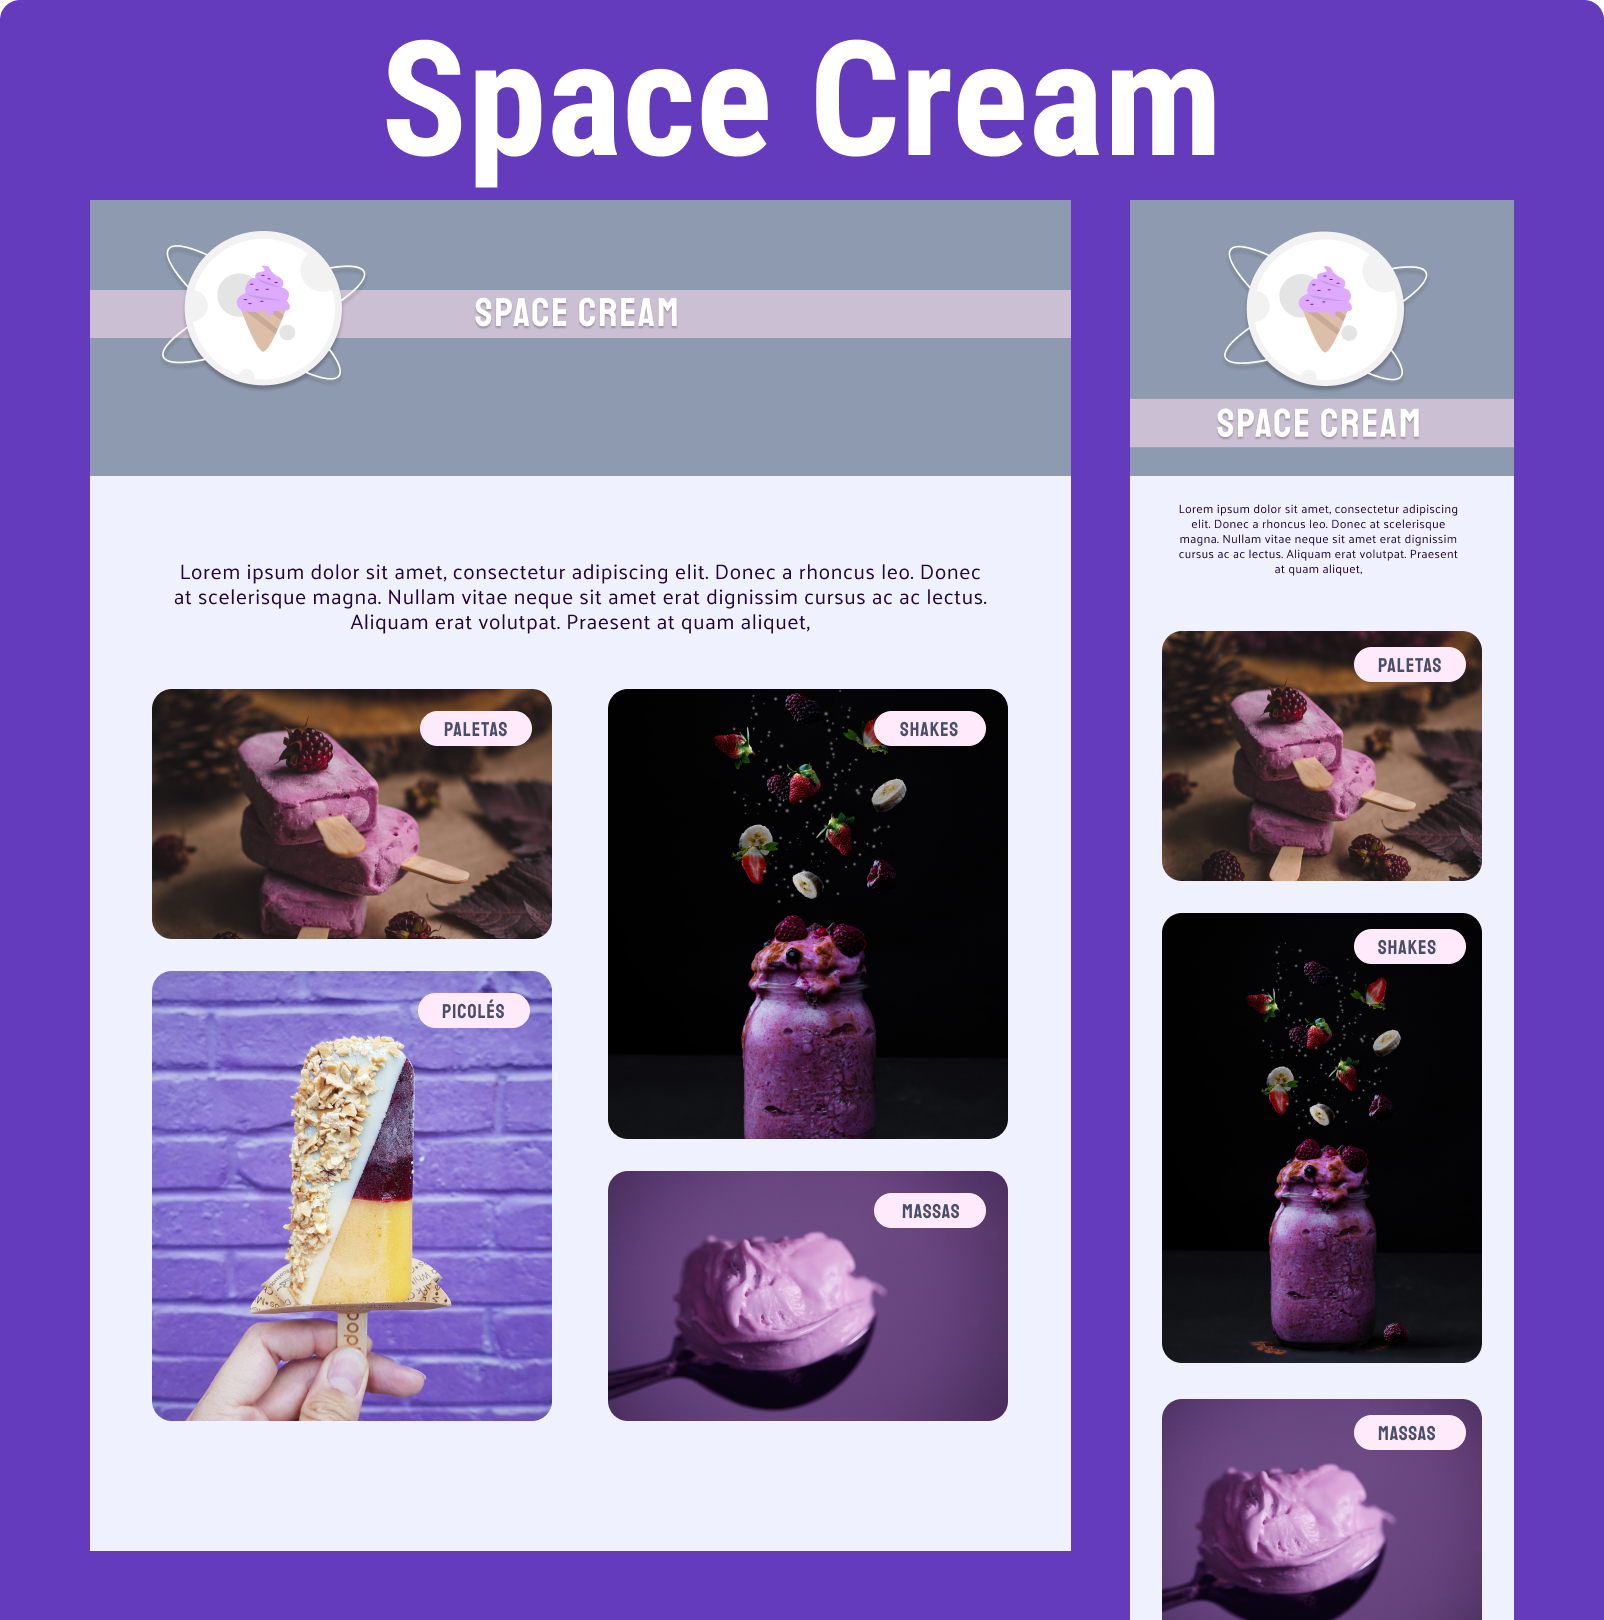 Space Cream
SPACE CREAM
Lorem ipsum dolor sit amet, consectetur adipiscing elit. Donec a rhoncus leo. Donec
at scelerisque magna. Nullam vitae neque sit amet erat dignissim cursus ac ac lectus.
Aliquam erat volutpat. Praesent at quam aliquet,
PALETAS
SHAKES
PICOLÉS
MASSAS
SPACE CREAM
Lorem ipsum dolor sit amet, consectetur adipiscing
elit. Donec a rhoncus leo. Donec at scelerisque
magna. Nullam vitae neque sit amet erat dignissim
cursus ac ac lectus. Aliquam erat volutpat. Praesent
at quam aliquet,
PALETAS
SHAKES
MASSAS